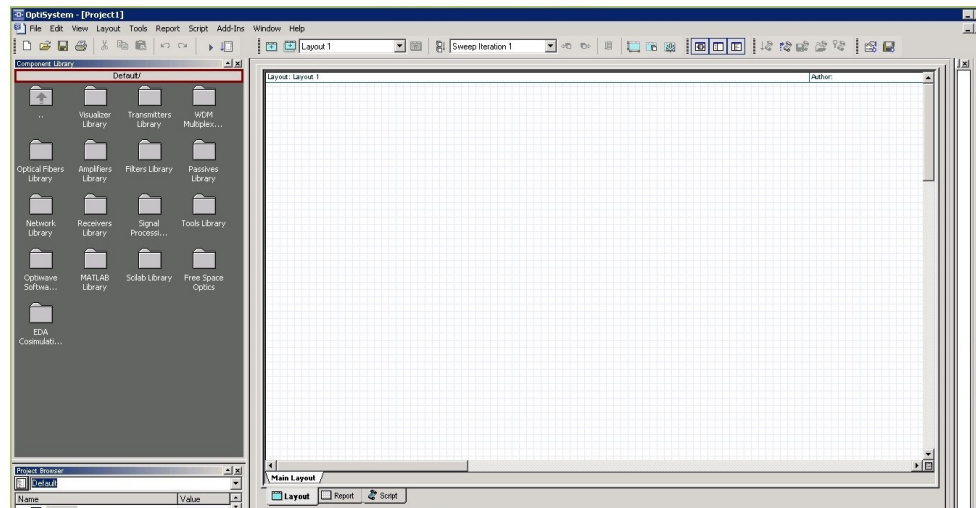 OptiSystem - [Project1]
File Edit View Layout Tools Report Script Add-Ins Window Help
Layout 1
Sweep Iteration 1
Component Library
Default/
..
Visualizer Library
Transmitters Library
WDM Multiplex...
Optical Fibers Library
Amplifiers Library
Filters Library
Passives Library
Network Library
Receivers Library
Signal Processi...
Tools Library
Optiwave Softwa...
MATLAB Library
Scilab Library
Free Space Optics
EDA Cosimulati...
Layout: Layout 1
Author:
Main Layout
Layout Report Script
Project Browser
Default
Name Value